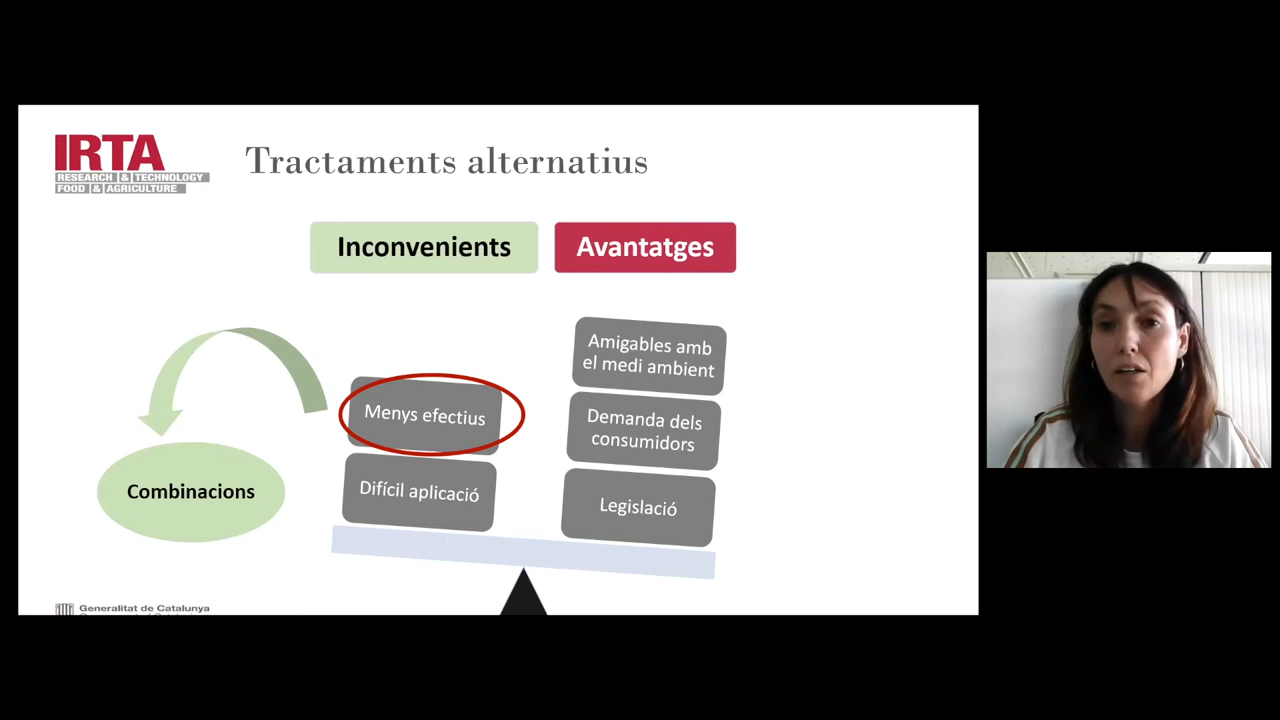 IRTA
RESEARCH & TECHNOLOGY
FOOD & AGRICULTURE
Tractaments alternatius
Inconvenients
Avantatges
Amigables amb
el medi ambient
Menys efectius
Demanda dels
consumidors
Combinacions
Difícil aplicació
Legislació
Generalitat de Catalunya